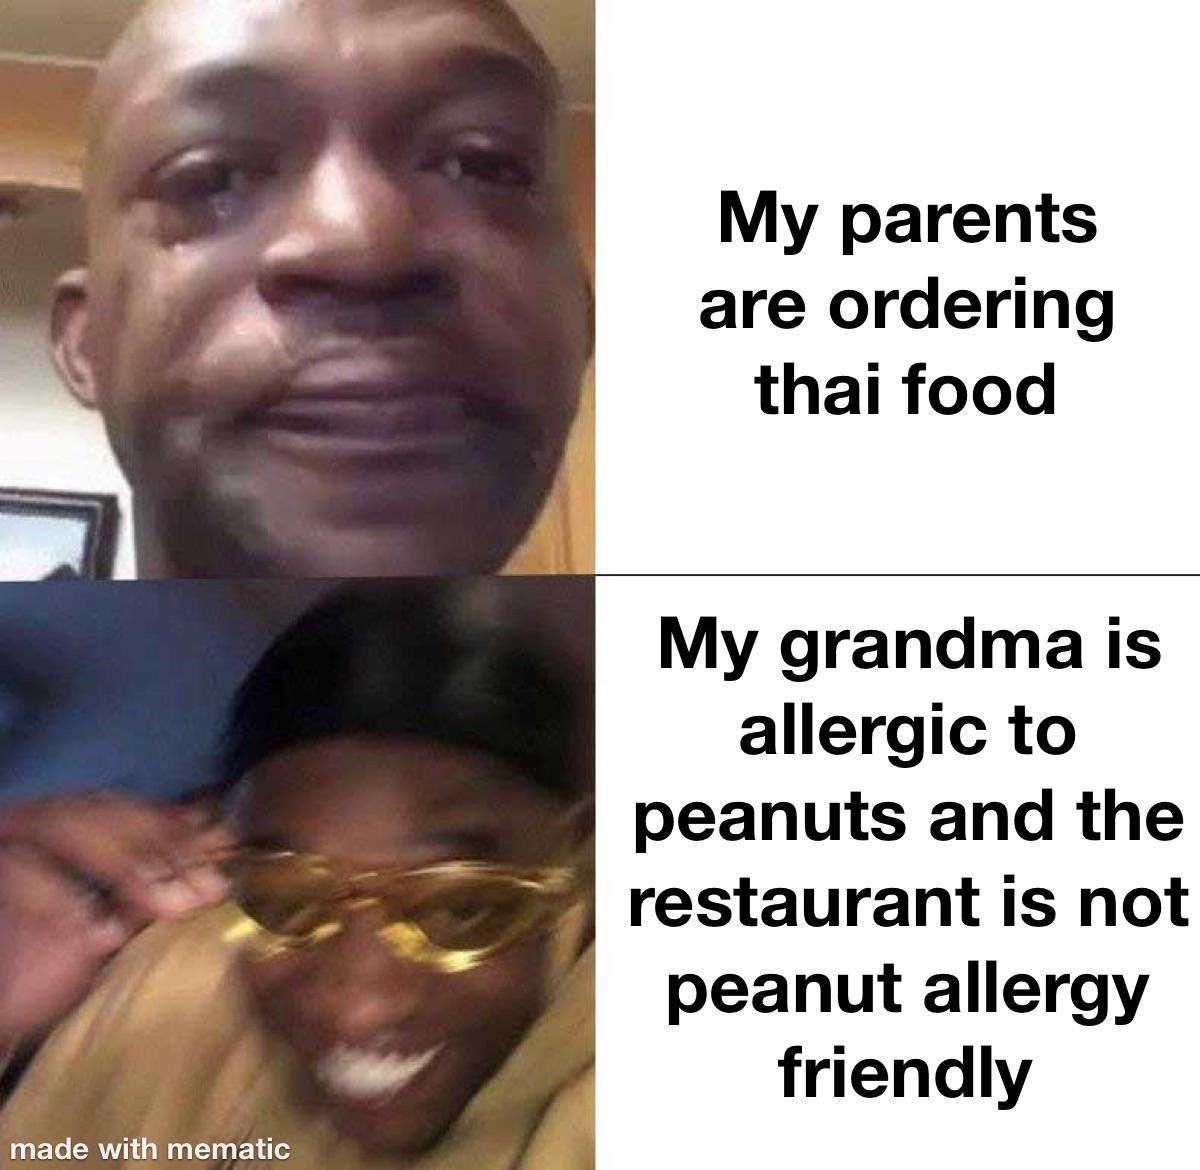 My parents
are ordering
thai food
My grandma is
allergic to
peanuts and the
restaurant is not
peanut allergy
friendly
made with mematic